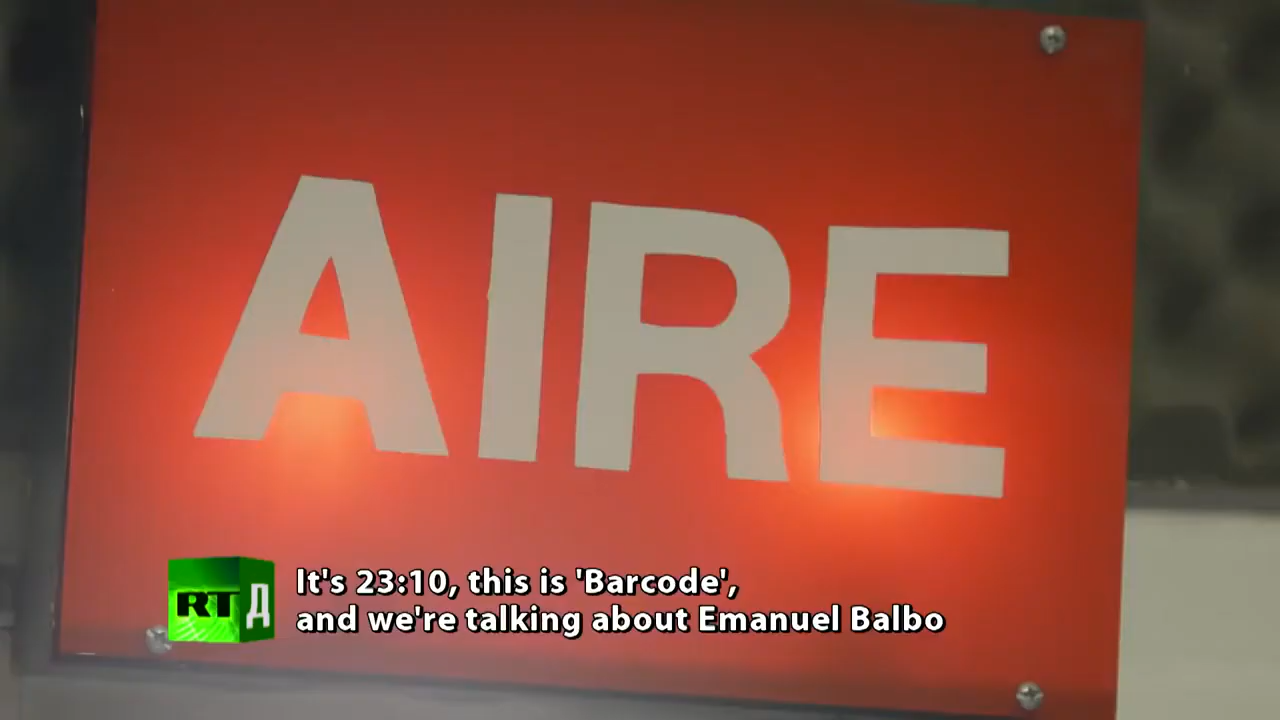 AIRE
RT Д
It's 23:10, this is 'Barcode',
and we're talking about Emanuel Balbo